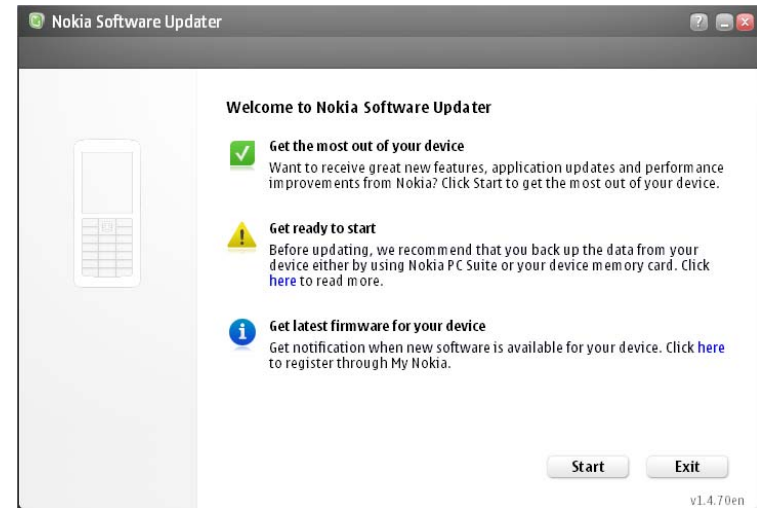 Nokia Software Updater
Welcome to Nokia Software Updater
Get the most out of your device
Want to receive great new features, application updates and performance
improvements from Nokia? Click Start to get the most out of your device.
Get ready to start
Before updating, we recommend that you back up the data from your
device either by using Nokia PC Suite or your device memory card. Click
here to read more.
Get latest firmware for your device
Get notification when new software is available for your device. Click here
to register through My Nokia.
Start Exit
v1.4.70en